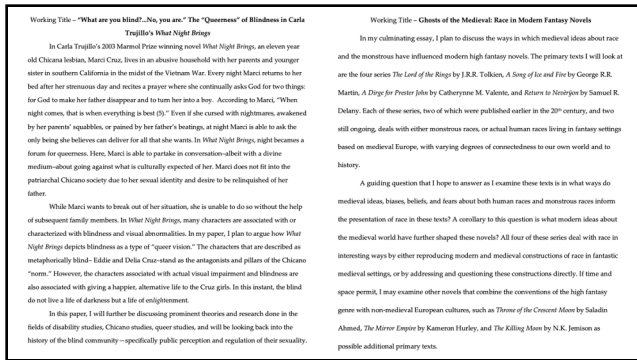 Working Title – “What are you blind?...No, you are.” The “Queerness” of Blindness in Carla
Trujillo’s What Night Brings
In Carla Trujillo’s 2003 Marmol Prize winning novel What Night Brings, an eleven year
old Chicana lesbian, Marci Cruz, lives in an abusive household with her parents and younger
sister in southern California in the midst of the Vietnam War. Every night Marci returns to her
bed after her strenuous day and recites a prayer where she continually asks God for two things:
for God to make her father disappear and to turn her into a boy. According to Marci, “When
night comes, that is when everything is best (5).” Even if she cursed with nightmares, awakened
by her parents’ squabbles, or pained by her father’s beatings, at night Marci is able to ask the
only being she believes can deliver for all that she wants. In What Night Brings, night becomes a
forum for queerness. Here, Marci is able to partake in conversation–albeit with a divine
medium–about going against what is culturally expected of her. Marci does not fit into the
patriarchal Chicano society due to her sexual identity and desire to be relinquished of her
father.
While Marci wants to break out of her situation, she is unable to do so without the help
of subsequent family members. In What Night Brings, many characters are associated with or
characterized with blindness and visual abnormalities. In my paper, I plan to argue how What
Night Brings depicts blindness as a type of “queer vision.” The characters that are described as
metaphorically blind– Eddie and Delia Cruz–stand as the antagonists and pillars of the Chicano
“norm.” However, the characters associated with actual visual impairment and blindness are
also associated with giving a happier, alternative life to the Cruz girls. In this instant, the blind
do not live a life of darkness but a life of enlightenment.
In this paper, I will further be discussing prominent theories and research done in the
fields of disability studies, Chicano studies, queer studies, and will be looking back into the
history of the blind community—specifically public perception and regulation of their sexuality.
Working Title – Ghosts of the Medieval: Race in Modern Fantasy Novels
In my culminating essay, I plan to discuss the ways in which medieval ideas about race
and the monstrous have influenced modern high fantasy. The primary texts I will look at
are the four series The Lord of the Rings by J.R.R. Tolkien, A Song of Ice and Fire by George R.R.
Martin, A Dirge for Prester John by Catherynne M. Valente, and Return to Nevèrÿon by Samuel R.
Delany. Each of these series, two of which were published earlier in the 20th century, and two
still ongoing, deals with either monstrous races, or actual human races living in fantasy settings
based on medieval Europe, with varying degrees of connectedness to our own world and to
history.
A guiding question that I hope to answer as I examine these texts is in what ways do
medieval ideas, biases, beliefs, and fears about both human races and monstrous races inform
the presentation of race in these texts? A corollary to this question is what modern ideas about
the medieval world have further shaped these novels? All four of these series deal with race in
interesting ways by either reproducing modern and medieval constructions of race in fantastic
medieval settings, or by addressing and questioning these constructions directly. If time and
space permit, I may examine other novels that combine the conventions of the high fantasy
genre with non-medieval European cultures, such as Throne of the Crescent Moon by Saladin
Ahmed, The Mirror Empire by Kameron Hurley, and The Killing Moon by N.K. Jemison as
possible additional primary texts.